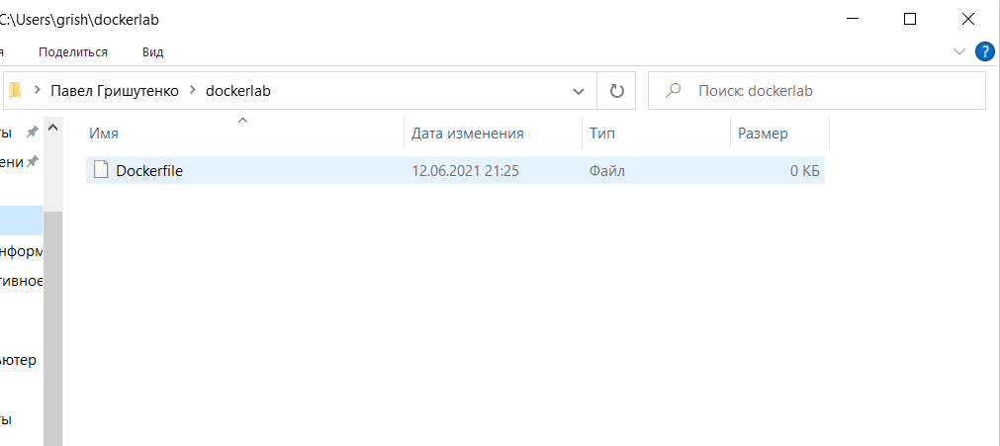 C:\Users\grish\dockerlab
я Поделиться Вид ?
Павел Гришутенко dockerlab Поиск: dockerlab
ты
Имя Дата изменения Тип Размер
ени
Dockerfile 12.06.2021 21:25 Файл 0 КБ
нформ
тивное
ьютер
ты